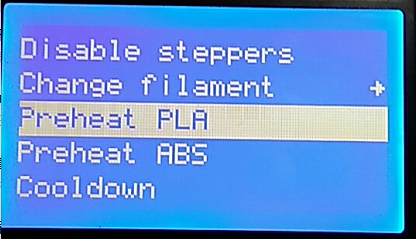 Disable steppers
Change filament →
Preheat PLA
Preheat ABS
Cooldown